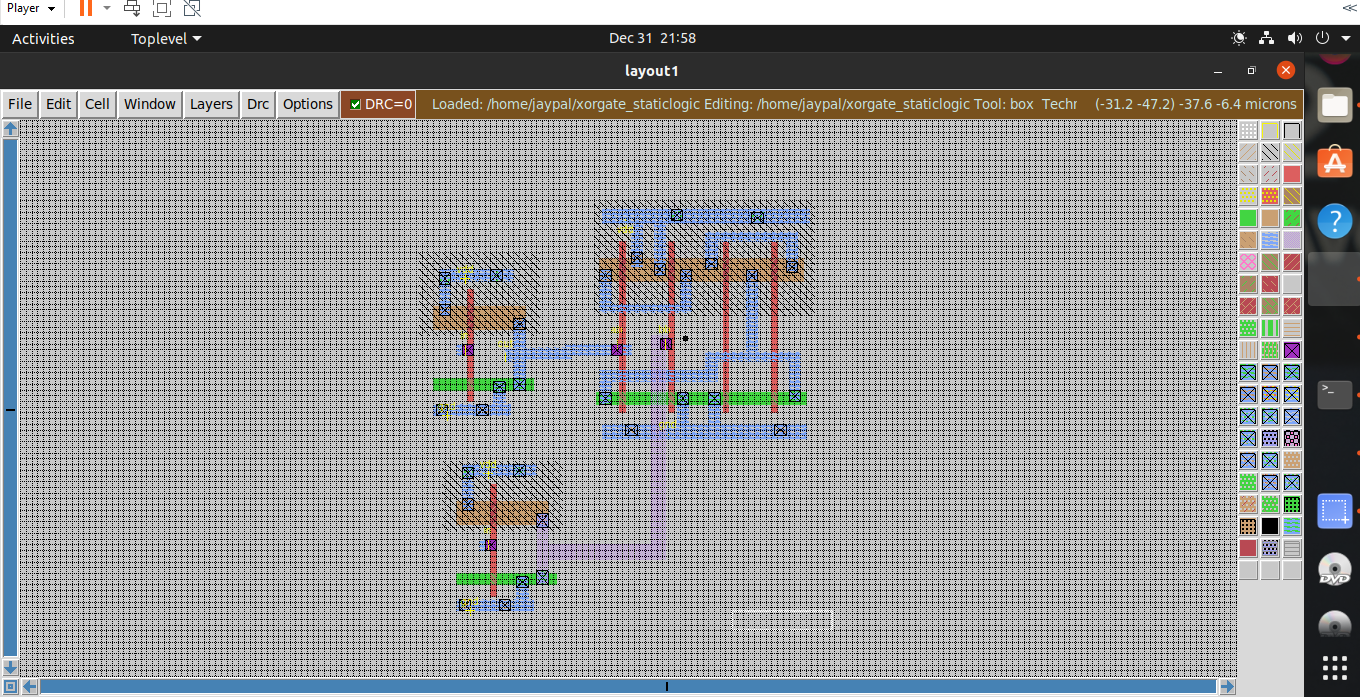 Player
Activities Toplevel Dec 31 21:58
layout1
File Edit Cell Window Layers Drc Options DRC=0 Loaded: /home/jaypal/xorgate_staticlogic Editing: /home/jaypal/xorgate_staticlogic Tool: box Techr (-31.2 -47.2) -37.6 -6.4 microns
?
>_
DVD